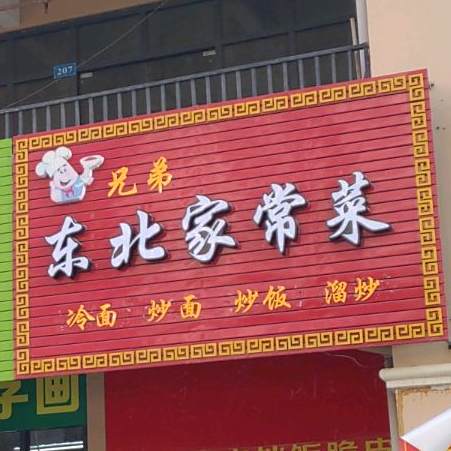 207
兄弟
东北家常菜
冷面 炒面 炒饭 溜炒